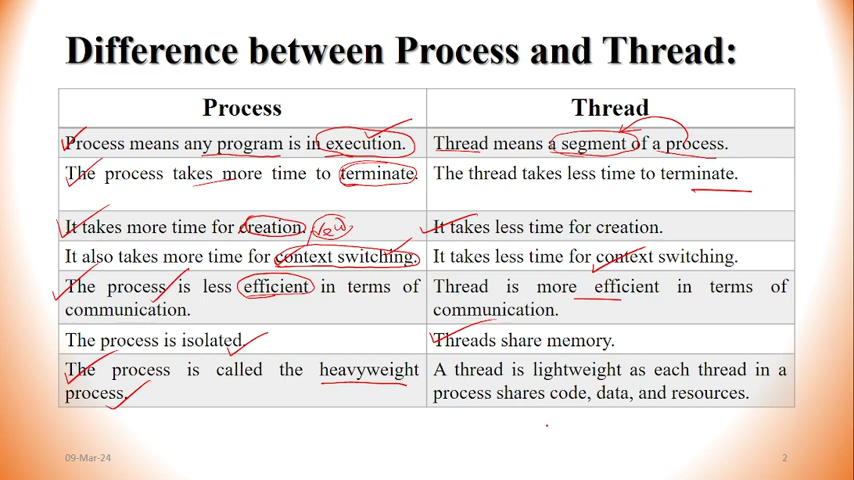 Difference between Process and Thread:
Process
Thread
Process means any program is in execution.
Thread means a segment of a process.
The process takes more time to terminate.
The thread takes less time to terminate.
It takes more time for creation.
It takes less time for creation.
It also takes more time for context switching.
It takes less time for context switching.
The process is less efficient in terms of
communication.
Thread is more efficient in terms of
communication.
The process is isolated.
Threads share memory.
The process is called the heavyweight
process.
A thread is lightweight as each thread in a
process shares code, data, and resources.
09-Mar-24
2